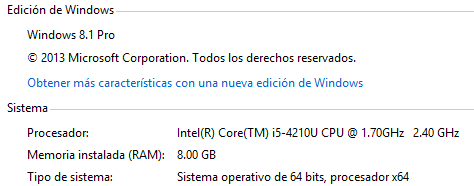 Edición de Windows
Windows 8.1 Pro
© 2013 Microsoft Corporation. Todos los derechos reservados.
Obtener más características con una nueva edición de Windows
Sistema
Procesador: Intel(R) Core(TM) i5-4210U CPU @ 1.70GHz 2.40 GHz
Memoria instalada (RAM): 8.00 GB
Tipo de sistema: Sistema operativo de 64 bits, procesador x64